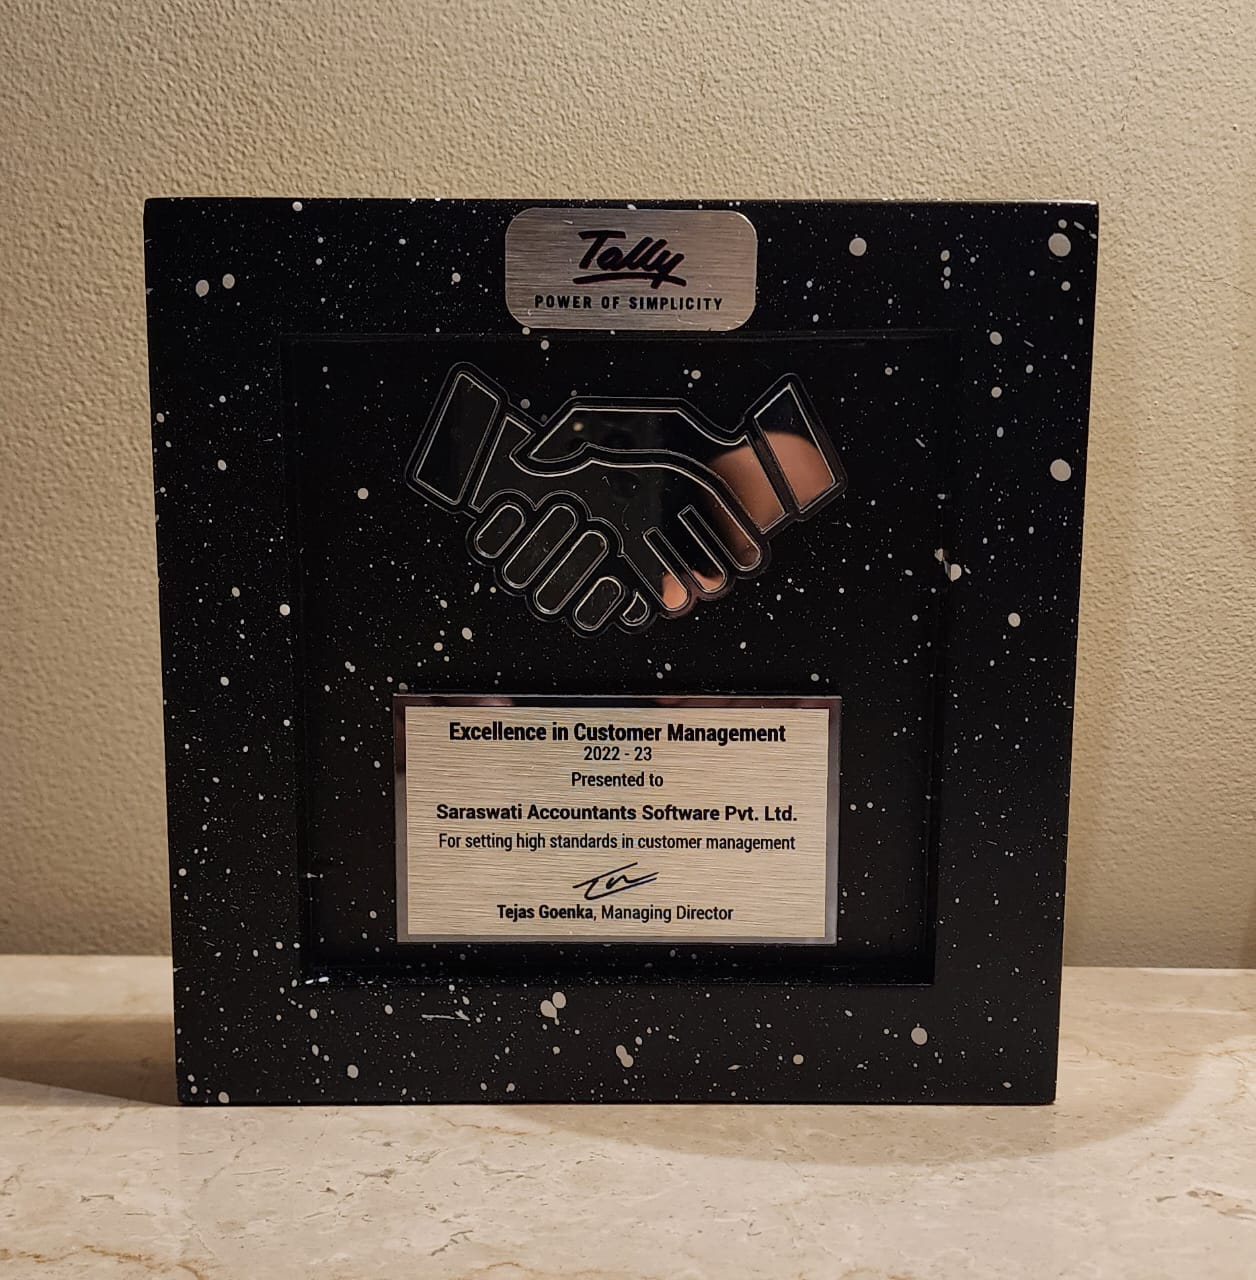 Tally
POWER OF SIMPLICITY
Excellence in Customer Management
2022 - 23
Presented to
Saraswati Accountants Software Pvt. Ltd.
For setting high standards in customer management
Tejas Goenka, Managing Director